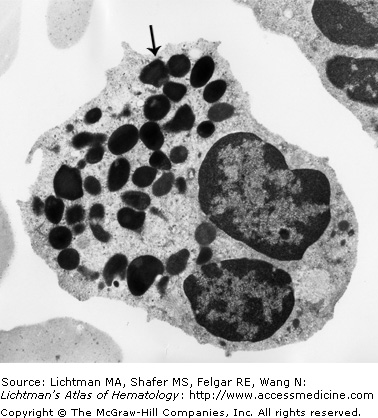 Source: Lichtman MA, Shafer MS, Felgar RE, Wang N:
Lichtman's Atlas of Hematology: http://www.accessmedicine.com
Copyright © The McGraw-Hill Companies, Inc. All rights reserved.